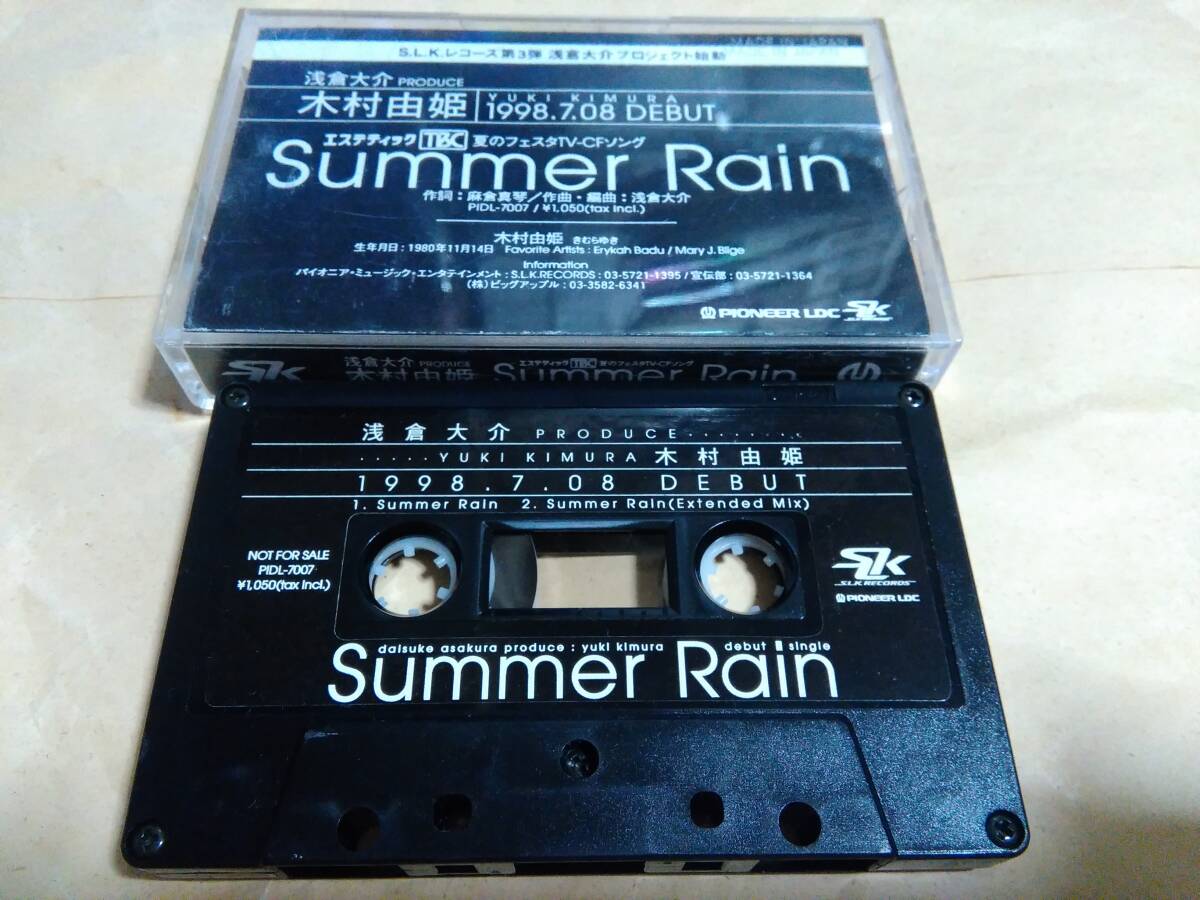 MADE IN JAPAN
S.L.K.レコーズ第3弾 浅倉大介プロジェクト始動
浅倉大介 PRODUCE
木村由姫 YUKI KIMURA 1998.7.08 DEBUT
エステティック TBC 夏のフェスタTV-CFソング
Summer Rain
作詞：麻倉真琴／作曲・編曲：浅倉大介
PIDL-7007 / ¥1,050(tax incl.)
木村由姫 きむらゆき
生年月日：1980年11月14日 Favorite Artists : Erykah Badu / Mary J. Blige
Information
パイオニア・ミュージック・エンタテインメント：S.L.K.RECORDS：03-5721-1395 / 宣伝部：03-5721-1364
(株)ビッグアップル：03-3582-6341
PIONEER LDC SLK
S.L.K. RECORDS
SLK 浅倉大介 PRODUCE エステティック TBC 夏のフェスタTV-CFソング
木村由姫 Summer Rain
浅倉大介 PRODUCE........
.....YUKI KIMURA 木村由姫
1998.7.08 DEBUT
1. Summer Rain 2. Summer Rain(Extended Mix)
NOT FOR SALE
PIDL-7007
¥1,050(tax incl.)
SLK
S.L.K. RECORDS
PIONEER LDC
daisuke asakura produce : yuki kimura debut single
Summer Rain